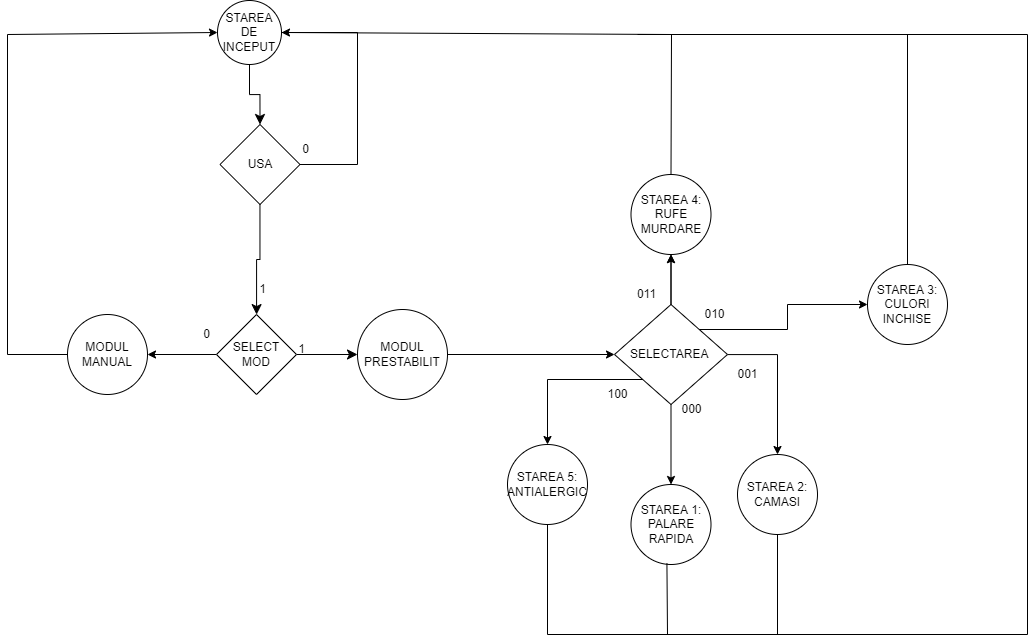 STAREA
DE
INCEPUT
USA
0
1
STAREA 4:
RUFE
MURDARE
STAREA 3:
CULORI
INCHISE
011
010
0
MODUL
MANUAL
SELECT
MOD
1
MODUL
PRESTABILIT
SELECTAREA
001
100
000
STAREA 5:
ANTIALERGIC
STAREA 1:
PALARE
RAPIDA
STAREA 2:
CAMASI